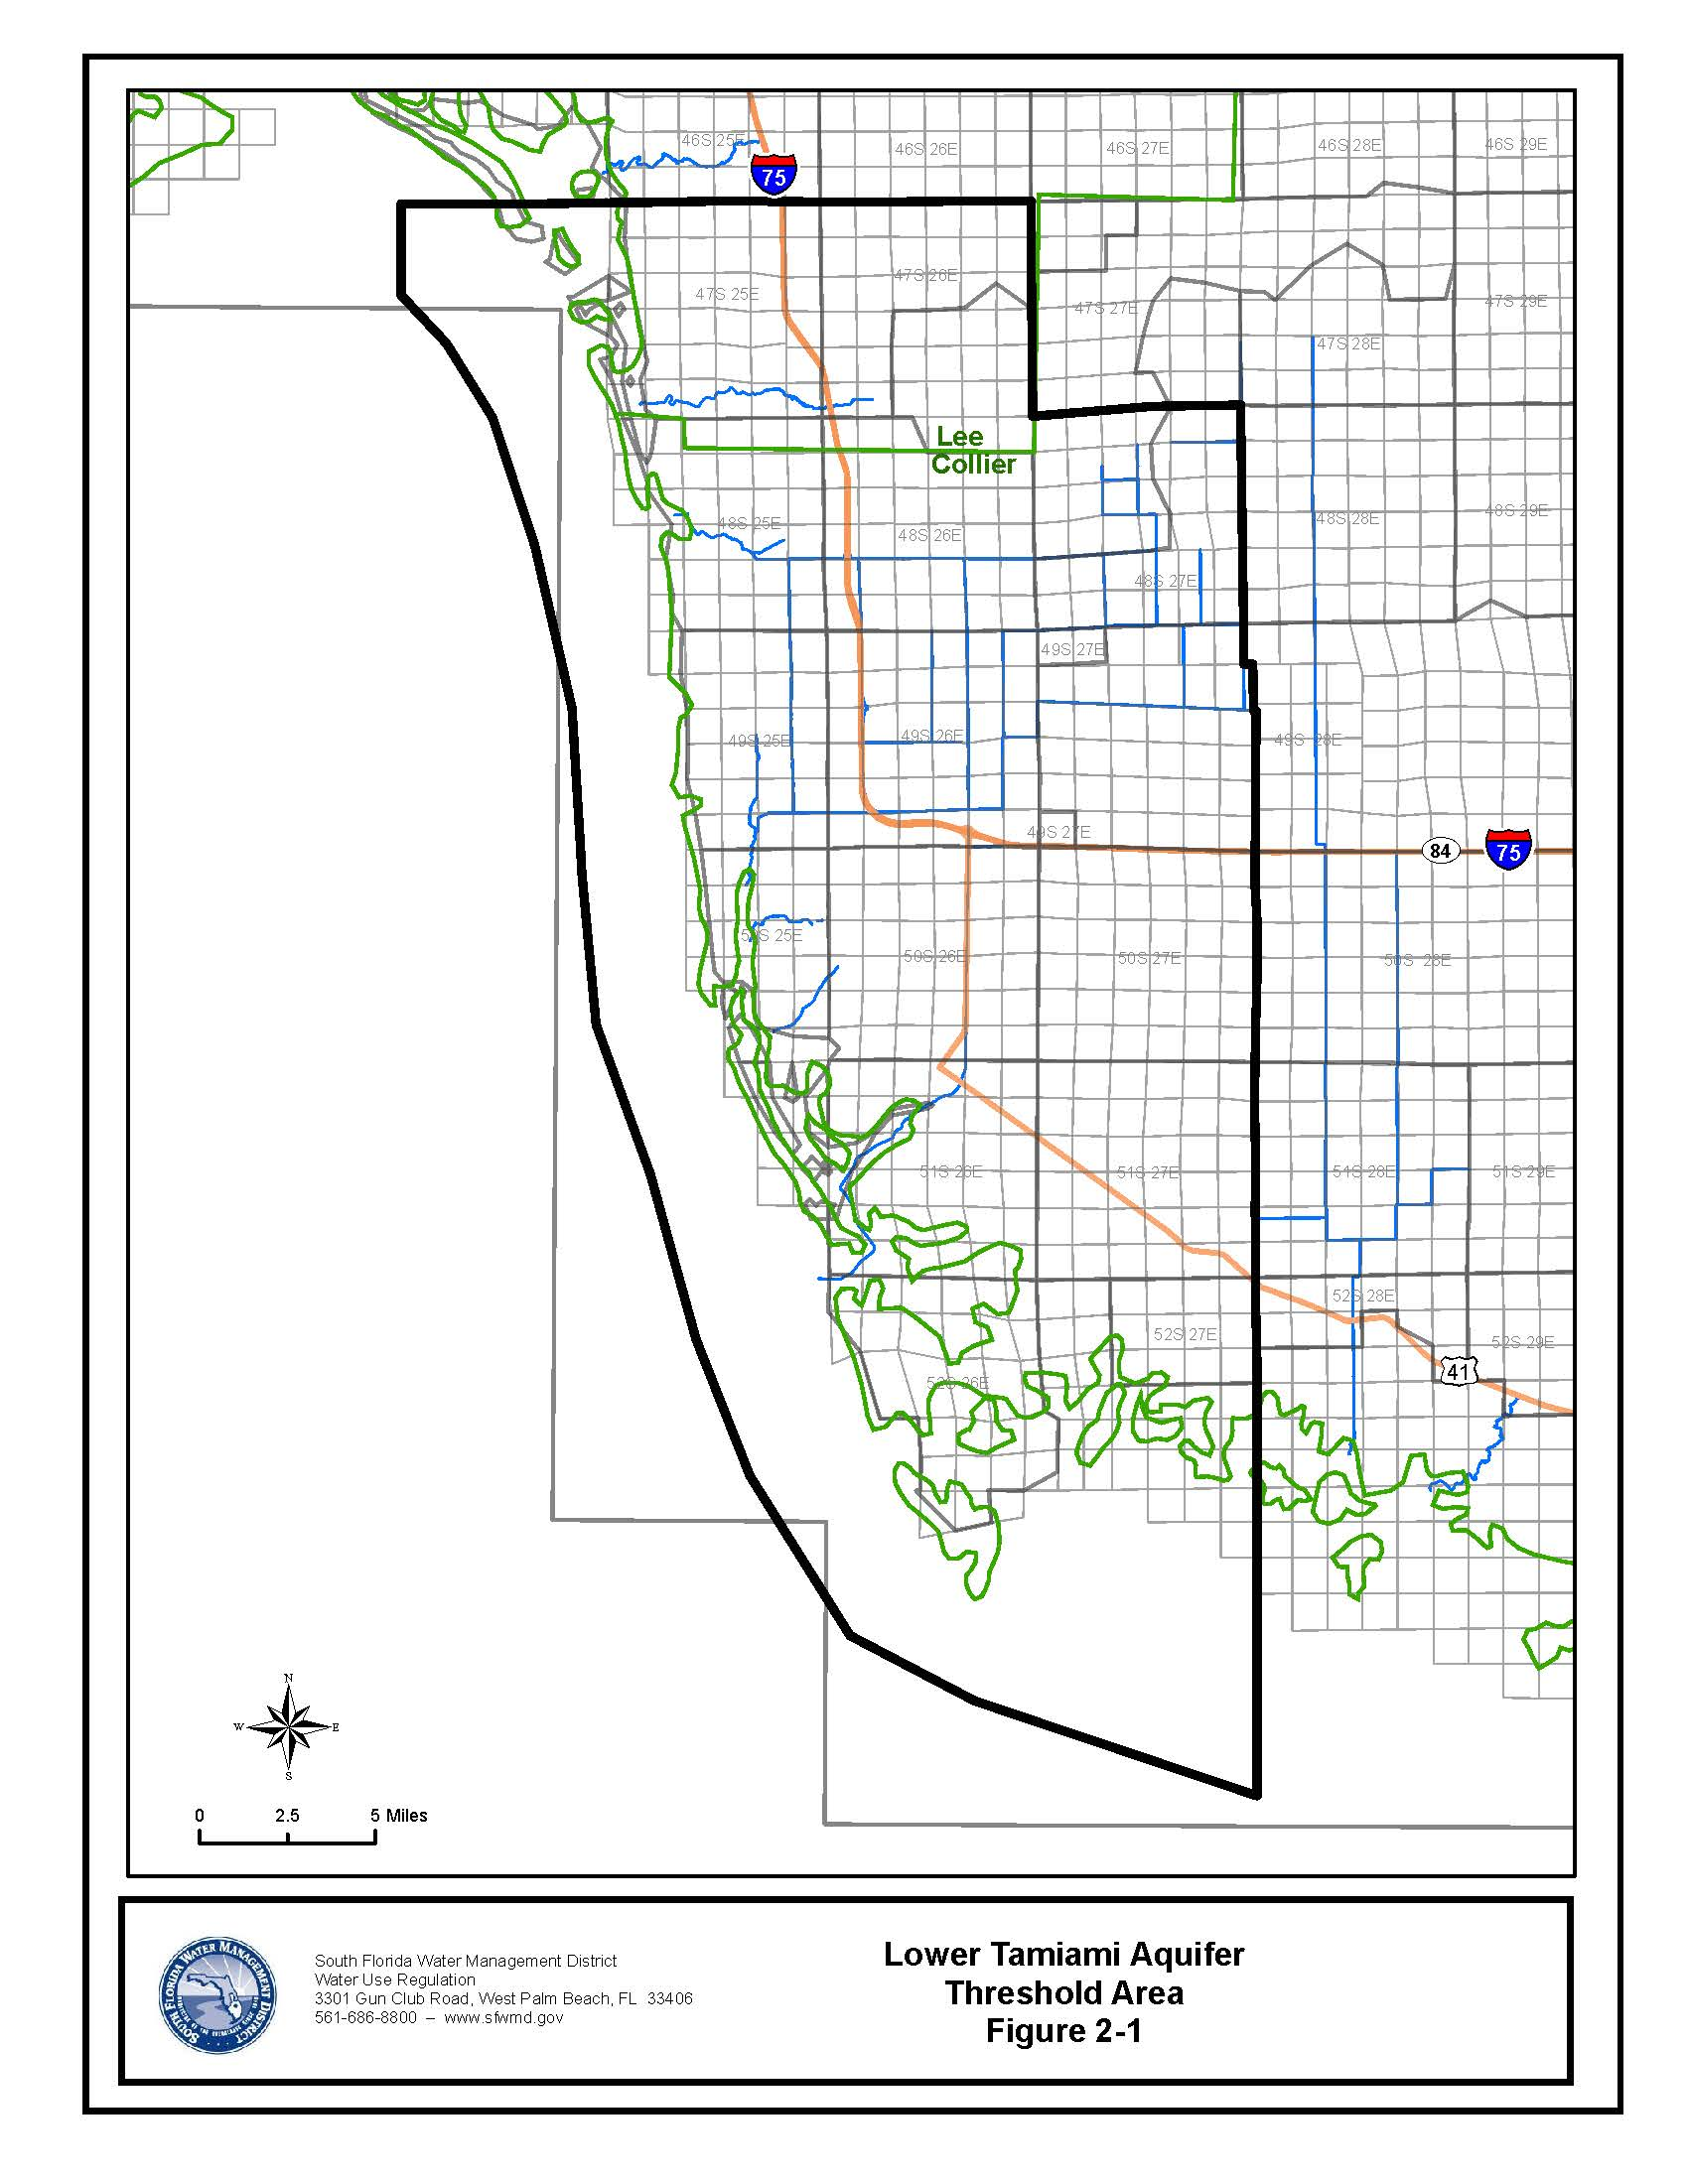 46S 25E
46S 26E
46S 27E
46S 28E
46S 29E
75
47S 25E
47S 26E
47S 27E
47S 28E
47S 29E
Lee
Collier
48S 25E
48S 26E
48S 27E
48S 28E
48S 29E
49S 27E
49S 25E
49S 26E
49S 28E
49S 27E
84
75
S 25E
50S 26E
50S 27E
50S 28E
51S 26E
51S 27E
51S 28E
51S 29E
52S 28E
52S 27E
52S 29E
52S 26E
41
N
W
E
S
0 2.5 5 Miles
SOUTH FLORIDA WATER MANAGEMENT DISTRICT
South Florida Water Management District
Water Use Regulation
3301 Gun Club Road, West Palm Beach, FL 33406
561-686-8800 – www.sfwmd.gov
Lower Tamiami Aquifer
Threshold Area
Figure 2-1